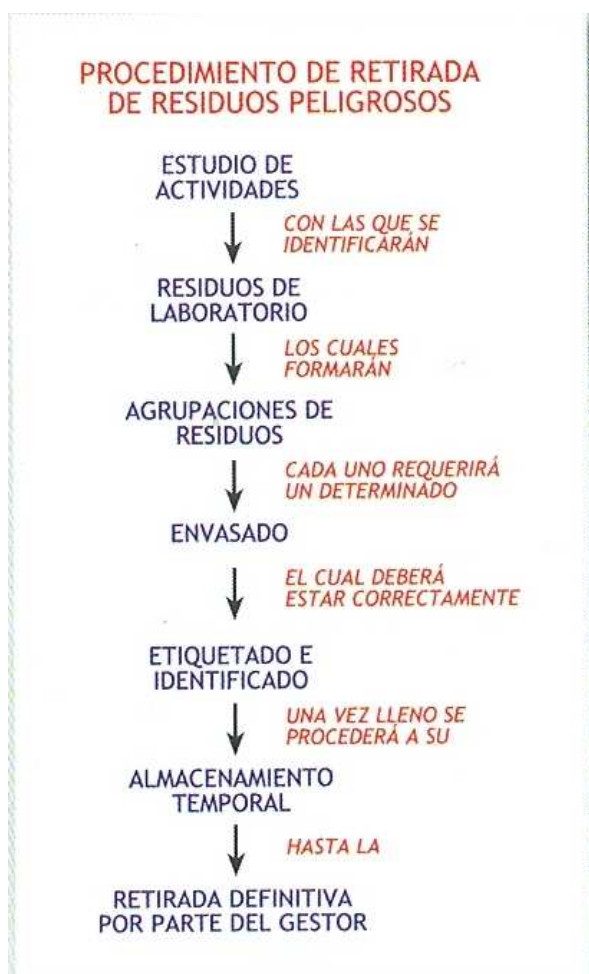 PROCEDIMIENTO DE RETIRADA
DE RESIDUOS PELIGROSOS
ESTUDIO DE
ACTIVIDADES
CON LAS QUE SE
IDENTIFICARÁN
RESIDUOS DE
LABORATORIO
LOS CUALES
FORMARÁN
AGRUPACIONES DE
RESIDUOS
CADA UNO REQUERIRÁ
UN DETERMINADO
ENVASADO
EL CUAL DEBERÁ
ESTAR CORRECTAMENTE
ETIQUETADO E
IDENTIFICADO
UNA VEZ LLENO SE
PROCEDERÁ A SU
ALMACENAMIENTO
TEMPORAL
HASTA LA
RETIRADA DEFINITIVA
POR PARTE DEL GESTOR